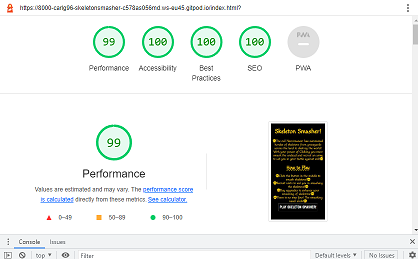 https://8000-carlg96-skeletonsmasher-c578as056md.ws-eu45.gitpod.io/index.html?
99 100 100 100
Performance Accessibility Best Practices SEO PWA
99
Performance
Values are estimated and may vary. The performance score
is calculated directly from these metrics. See calculator.
0–49 50–89 90–100
Skeleton Smasher!
How to Play
PLAY SKELETON SMASHER!
Console Issues
top Filter Default levels No Issues